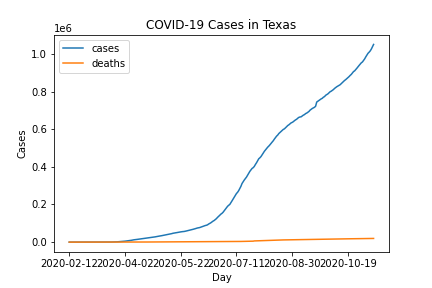 COVID-19 Cases in Texas
1e6
cases
deaths
1.0
0.8
0.6
0.4
0.2
0.0
Cases
2020-02-12 2020-04-02 2020-05-22 2020-07-11 2020-08-30 2020-10-19
Day